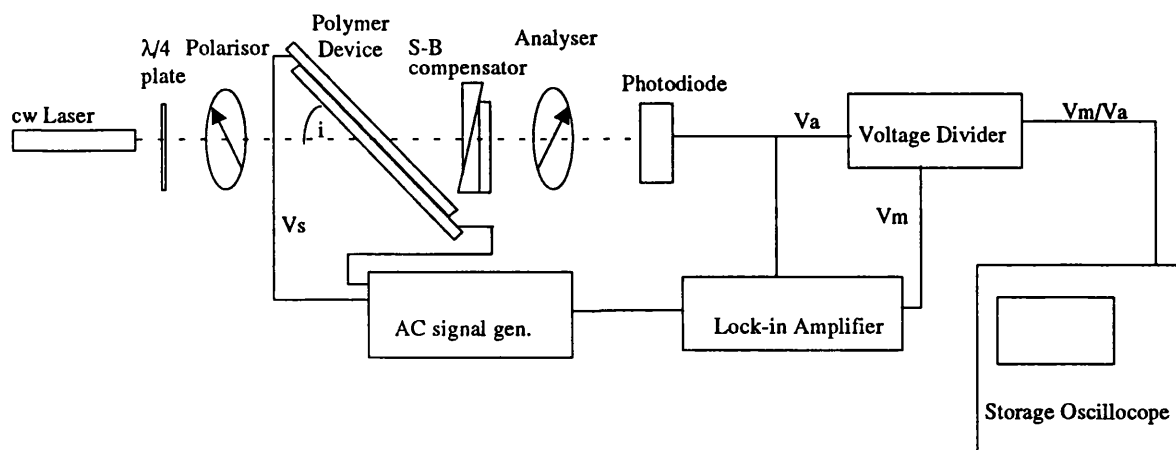 λ/4
plate
Polarisor
Polymer
Device
S-B
compensator
Analyser
Photodiode
cw Laser
i
Va
Voltage Divider
Vm/Va
Vs
Vm
AC signal gen.
Lock-in Amplifier
Storage Oscillocope